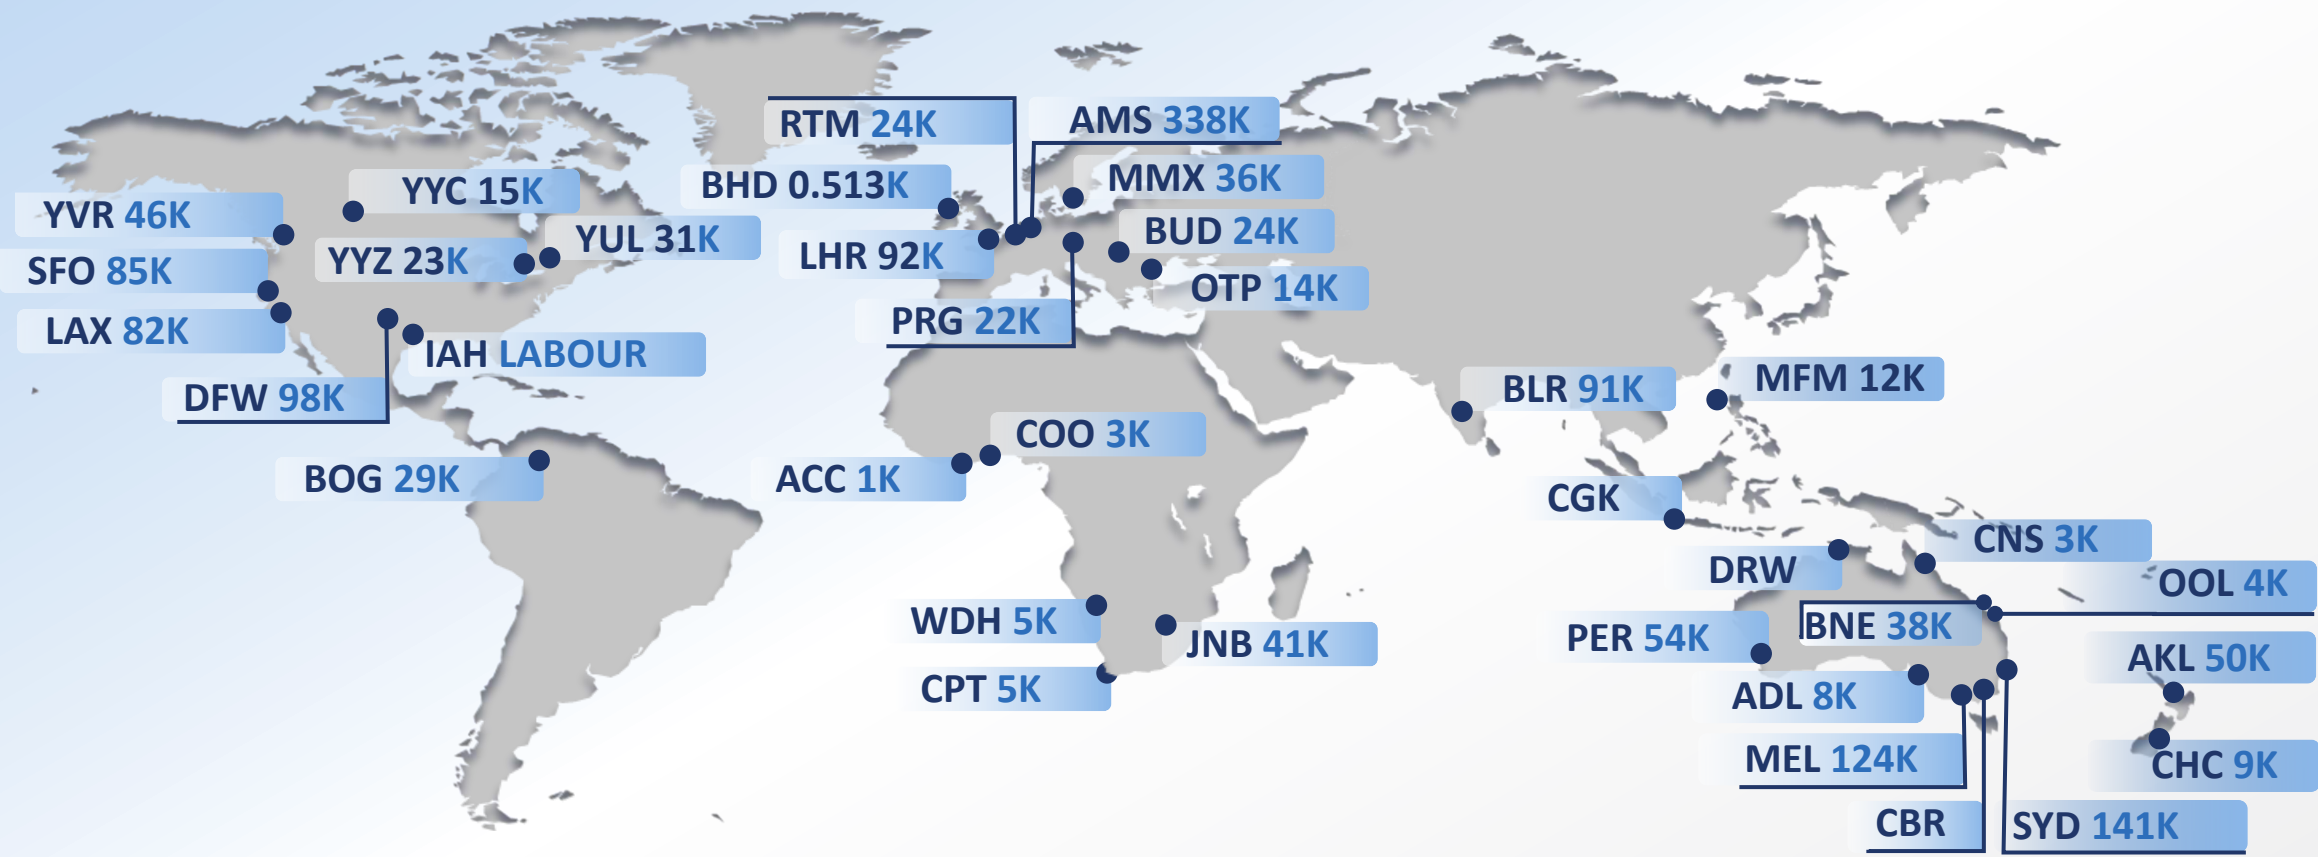 RTM 24K
AMS 338K
YYC 15K
BHD 0.513K
MMX 36K
YVR 46K
YUL 31K
BUD 24K
YYZ 23K
LHR 92K
SFO 85K
OTP 14K
PRG 22K
LAX 82K
IAH LABOUR
DFW 98K
BLR 91K
MFM 12K
COO 3K
BOG 29K
ACC 1K
CGK
CNS 3K
DRW
OOL 4K
WDH 5K
JNB 41K
PER 54K
BNE 38K
AKL 50K
CPT 5K
ADL 8K
MEL 124K
CHC 9K
CBR
SYD 141K